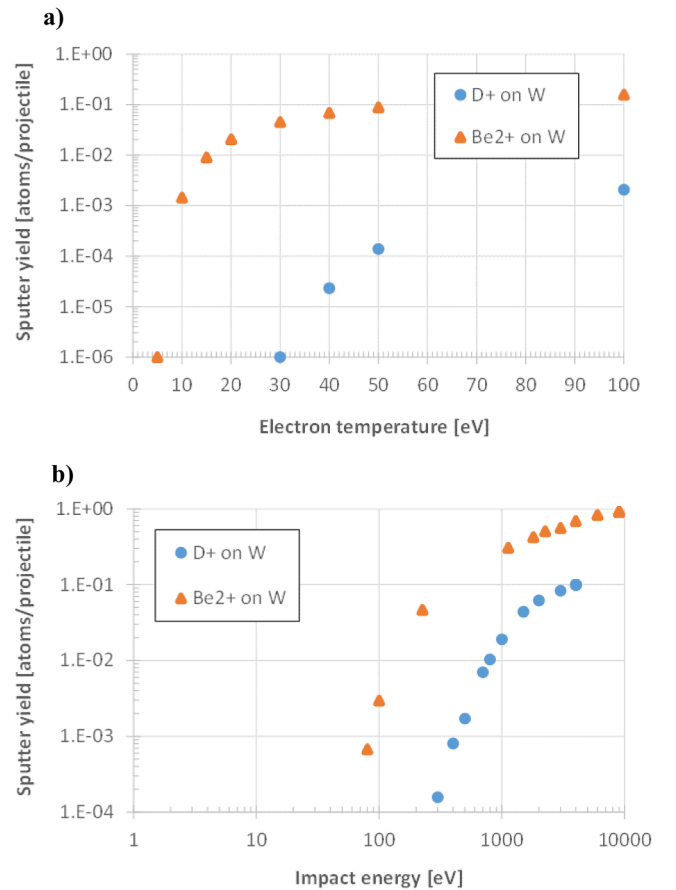 a)
1.E+00
1.E-01
1.E-02
1.E-03
1.E-04
1.E-05
1.E-06
Sputter yield [atoms/projectile]
D+ on W
Be2+ on W
0 10 20 30 40 50 60 70 80 90 100
Electron temperature [eV]
b)
1.E+00
1.E-01
1.E-02
1.E-03
1.E-04
Sputter yield [atoms/projectile]
D+ on W
Be2+ on W
1 10 100 1000 10000
Impact energy [eV]